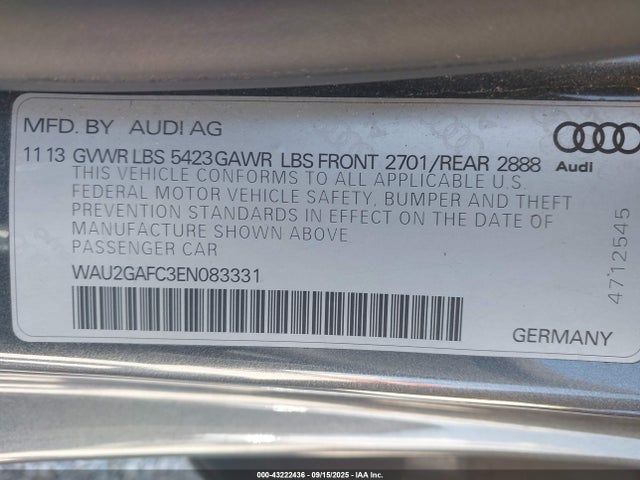 MFD. BY AUDI AG
11 13 GVWR LBS 5423 GAWR LBS FRONT 2701/REAR 2888
THIS VEHICLE CONFORMS TO ALL APPLICABLE U.S.
FEDERAL MOTOR VEHICLE SAFETY, BUMPER AND THEFT
PREVENTION STANDARDS IN EFFECT ON THE DATE OF
MANUFACTURE SHOWN ABOVE
PASSENGER CAR
WAU2GAFC3EN083331
Audi
4712545
GERMANY
000-43222436 - 09/15/2025 - IAA Inc.